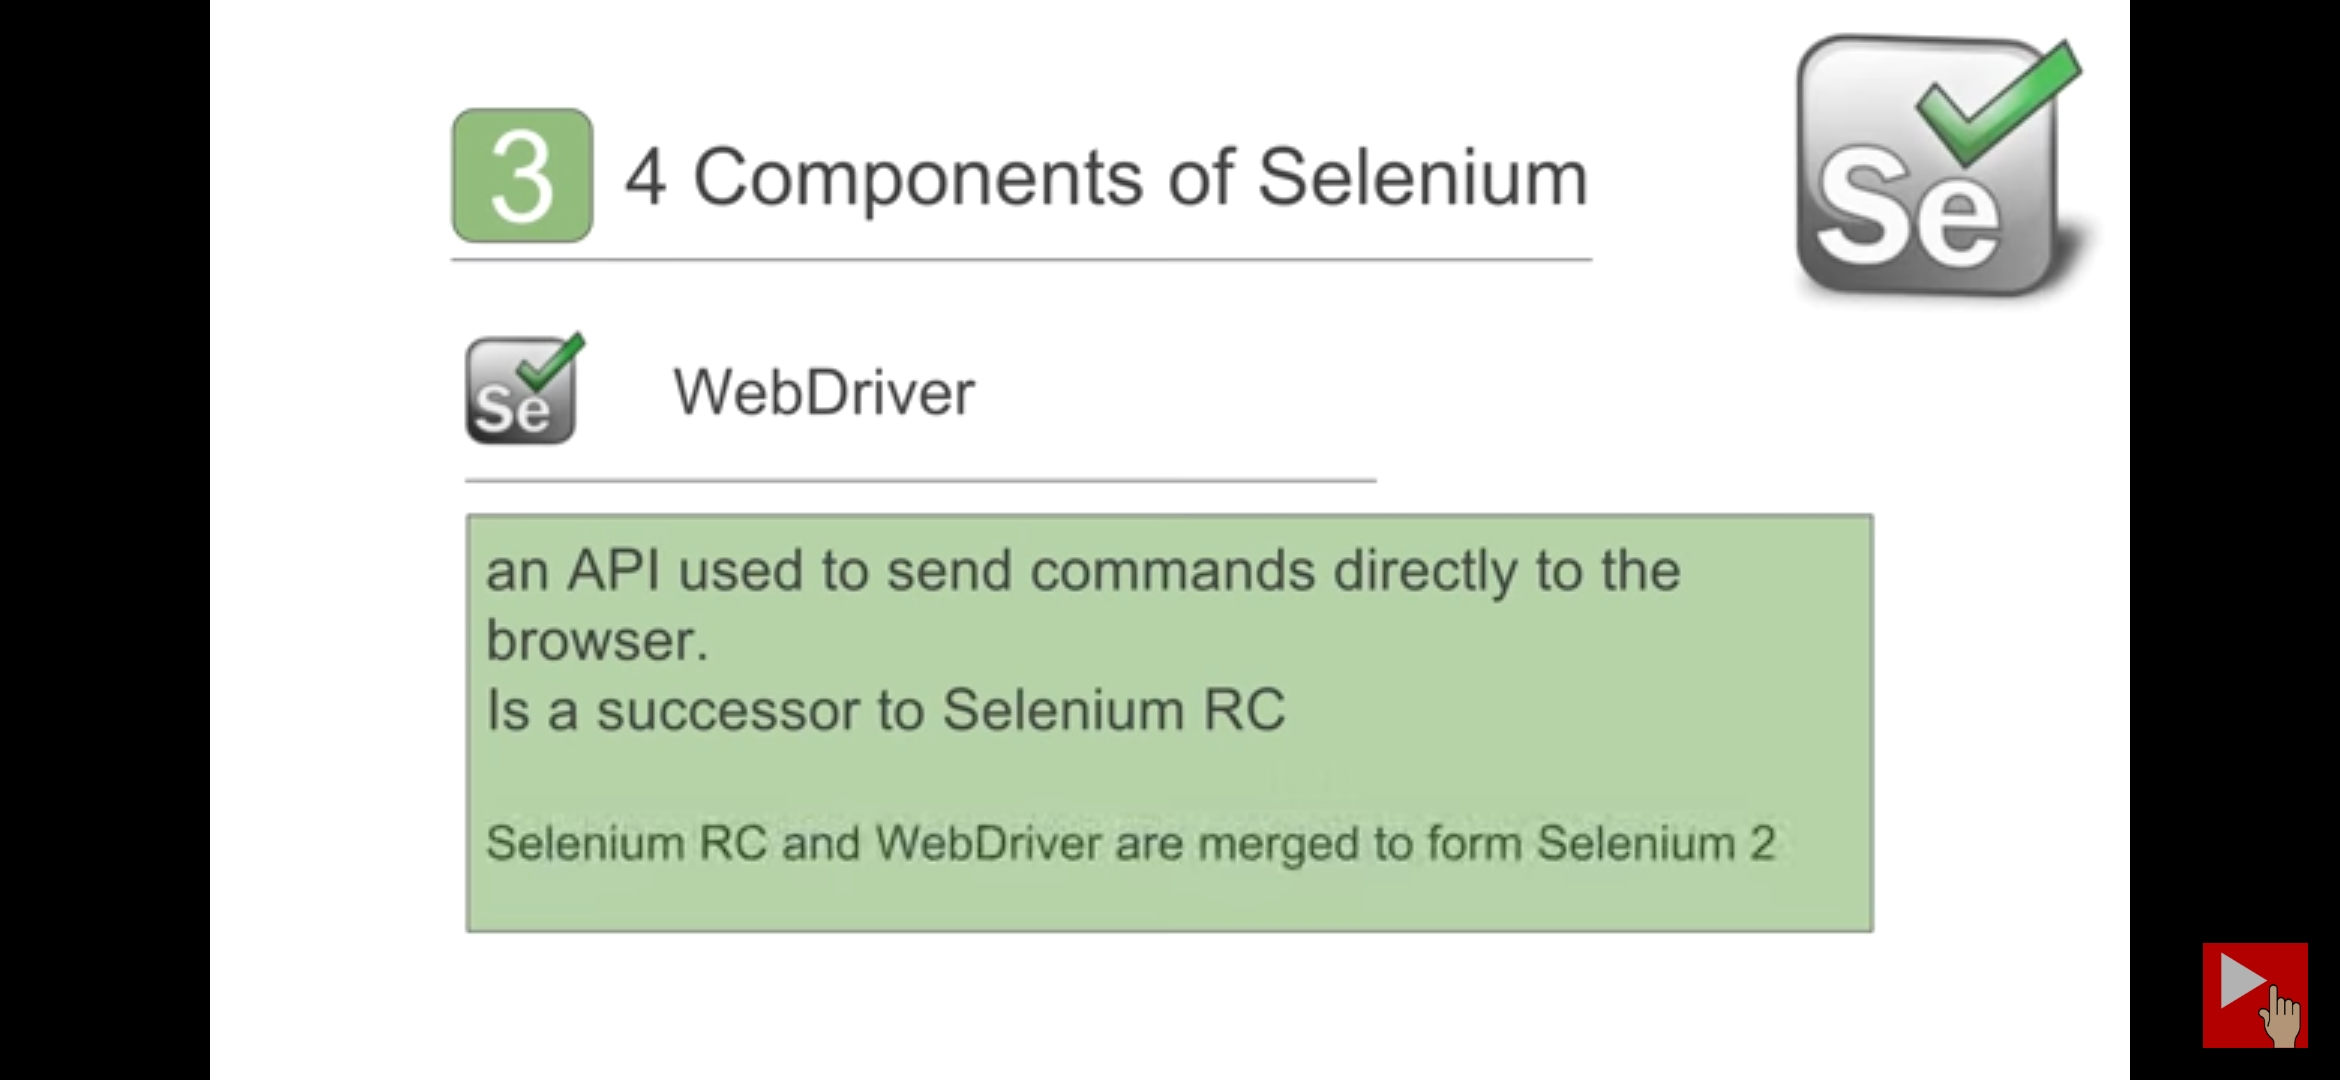 3 4 Components of Selenium
Se
Se WebDriver
an API used to send commands directly to the
browser.
Is a successor to Selenium RC
Selenium RC and WebDriver are merged to form Selenium 2